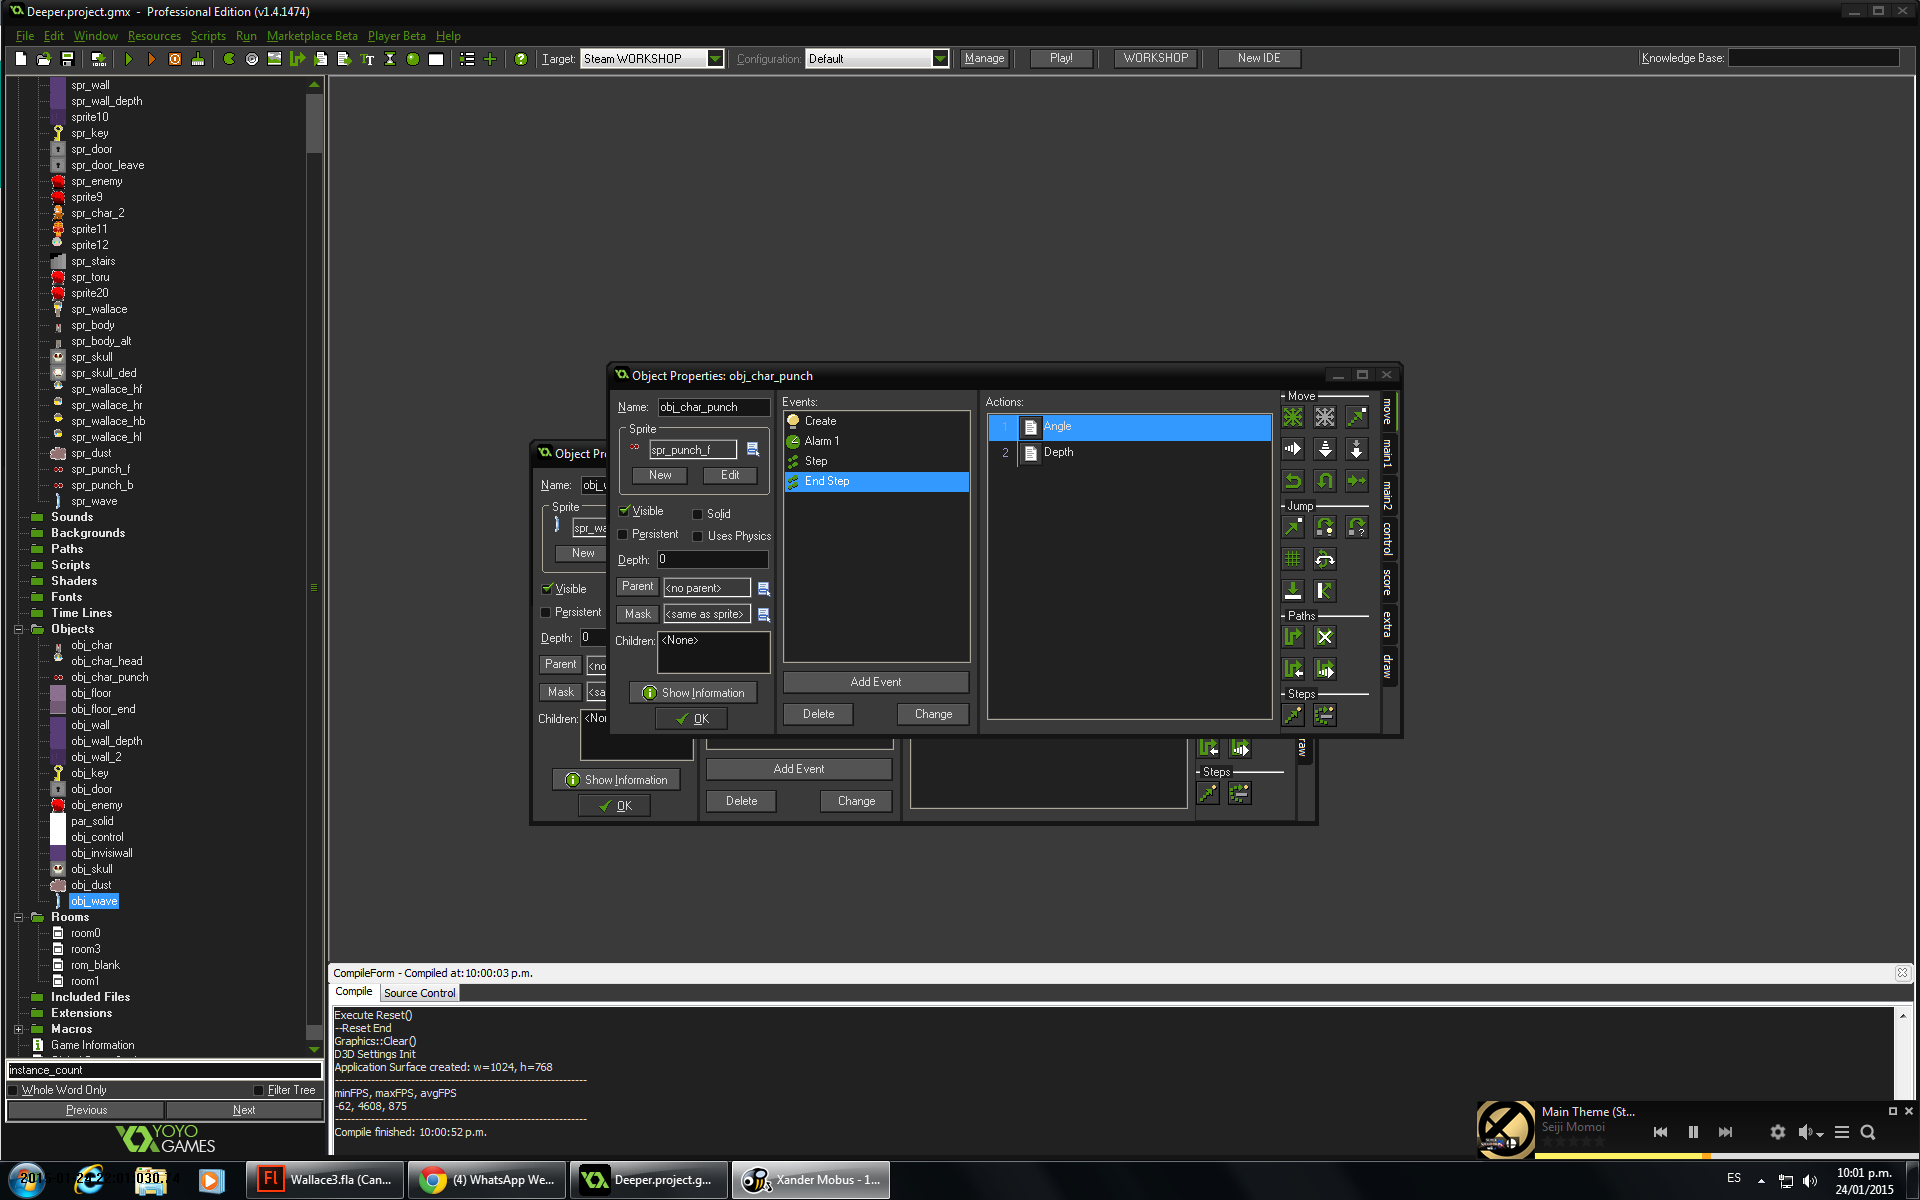 Deeper.project.gmx - Professional Edition (v1.4.1474)
File Edit Window Resources Scripts Run Marketplace Beta Player Beta Help
Target: Steam WORKSHOP Configuration: Default Manage Play! WORKSHOP New IDE Knowledge Base:
spr_wall
spr_wall_depth
sprite10
spr_key
spr_door
spr_door_leave
spr_enemy
sprite9
spr_char_2
sprite11
sprite12
spr_stairs
spr_toru
sprite20
spr_wallace
spr_body
spr_body_alt
spr_skull
spr_skull_ded
spr_wallace_hf
spr_wallace_hr
spr_wallace_hb
spr_wallace_hl
spr_dust
spr_punch_f
spr_punch_b
spr_wave
Sounds
Backgrounds
Paths
Scripts
Shaders
Fonts
Time Lines
Objects
obj_char
obj_char_head
obj_char_punch
obj_floor
obj_floor_end
obj_wall
obj_wall_depth
obj_wall_2
obj_key
obj_door
obj_enemy
par_solid
obj_control
obj_invisiwall
obj_skull
obj_dust
obj_wave
Rooms
room0
room3
rom_blank
room1
Included Files
Extensions
Macros
Game Information
instance_count
Whole Word Only Filter Tree
Previous Next
YOYO
GAMES
Object Properties: obj_char_punch
Name: obj_char_punch
Sprite
spr_punch_f
New Edit
Visible Solid
Persistent Uses Physics
Depth: 0
Parent <no parent>
Mask <same as sprite>
Children: <None>
Show Information
OK
Events:
Create
Alarm 1
Step
End Step
Add Event
Delete Change
Actions:
1 Angle
2 Depth
Move
Jump
Paths
Steps
move
main1
main2
control
score
extra
draw
Object Pr
Name: obj_w
Sprite
spr_wa
New
Visible
Persistent
Depth: 0
Parent <no
Mask <sa
Children: <Nor
Show Information
OK
Add Event
Delete Change
Steps
raw
CompileForm - Compiled at:10:00:03 p.m.
Compile Source Control
Execute Reset()
--Reset End
Graphics::Clear()
D3D Settings Init
Application Surface created: w=1024, h=768
minFPS, maxFPS, avgFPS
-62, 4608, 875
Compile finished: 10:00:52 p.m.
Main Theme (St...
Seiji Momoi
Wallace3.fla (Can...
(4) WhatsApp We...
Deeper.project.g...
Xander Mobus - 1...
ES
10:01 p.m.
24/01/2015